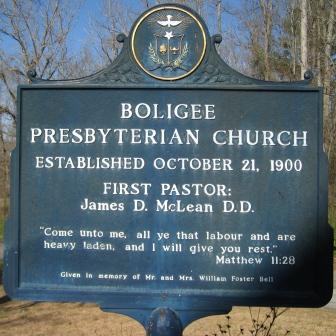 BOLIGEE
PRESBYTERIAN CHURCH
ESTABLISHED OCTOBER 21, 1900
FIRST PASTOR:
James D. McLean D.D.
"Come unto me, all ye that labour and are
heavy laden, and I will give you rest."
Matthew 11:28
Given in memory of Mr. and Mrs. William Foster Bell